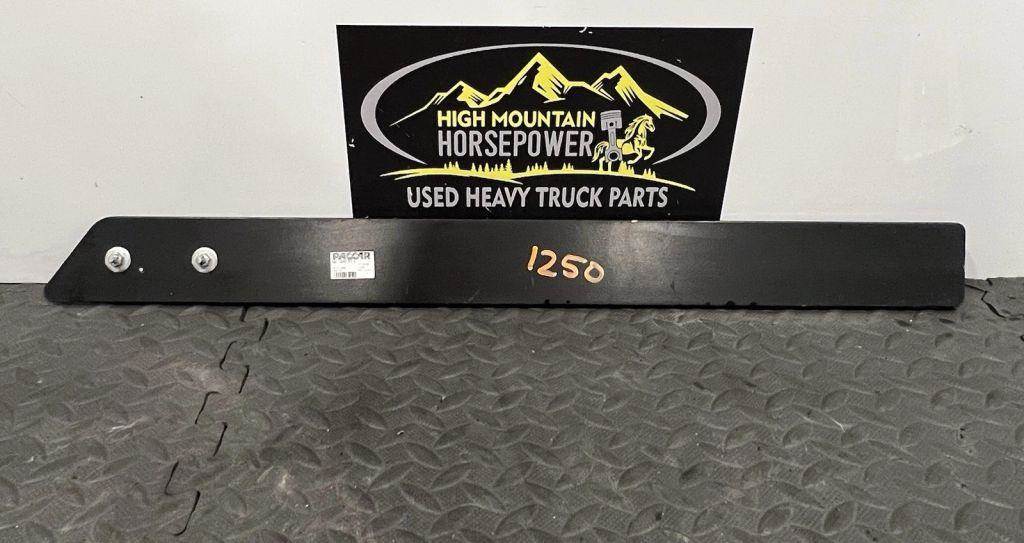 HIGH MOUNTAIN
HORSEPOWER
USED HEAVY TRUCK PARTS
PACCAR
1250